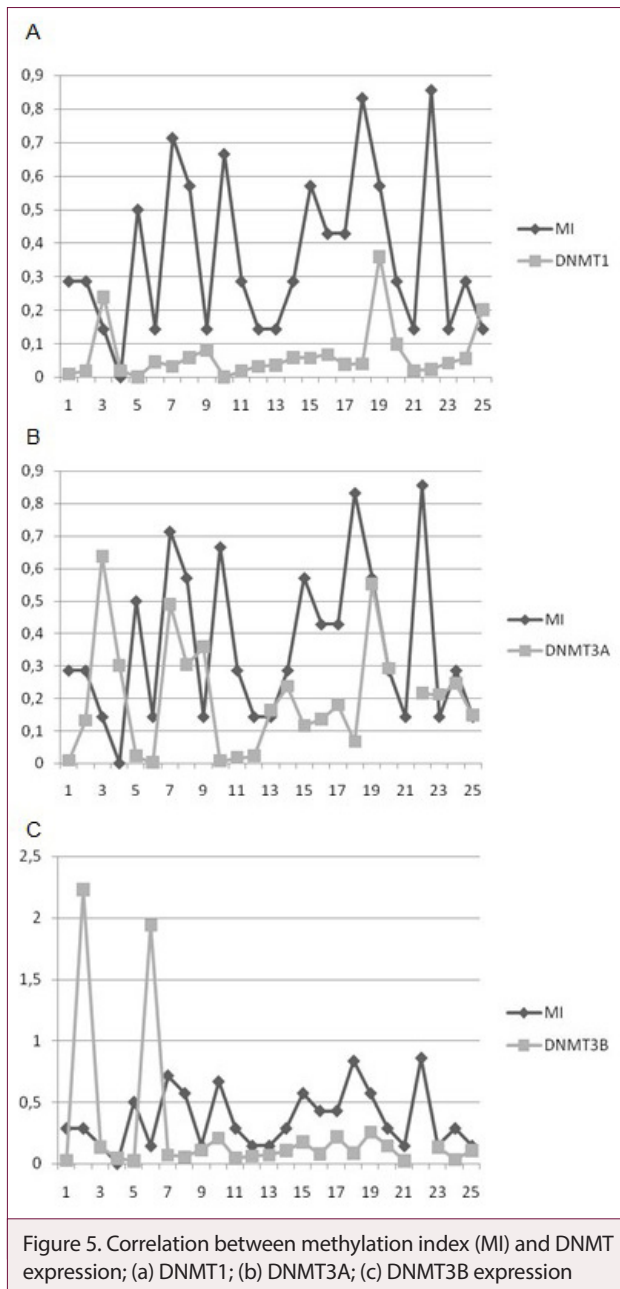 A
0,9
0,8
0,7
0,6
0,5
0,4
0,3
0,2
0,1
0
MI
DNMT1
1 3 5 7 9 11 13 15 17 19 21 23 25
B
0,9
0,8
0,7
0,6
0,5
0,4
0,3
0,2
0,1
0
MI
DNMT3A
1 3 5 7 9 11 13 15 17 19 21 23 25
C
2,5
2
1,5
1
0,5
0
MI
DNMT3B
1 3 5 7 9 11 13 15 17 19 21 23 25
Figure 5. Correlation between methylation index (MI) and DNMT
expression; (a) DNMT1; (b) DNMT3A; (c) DNMT3B expression